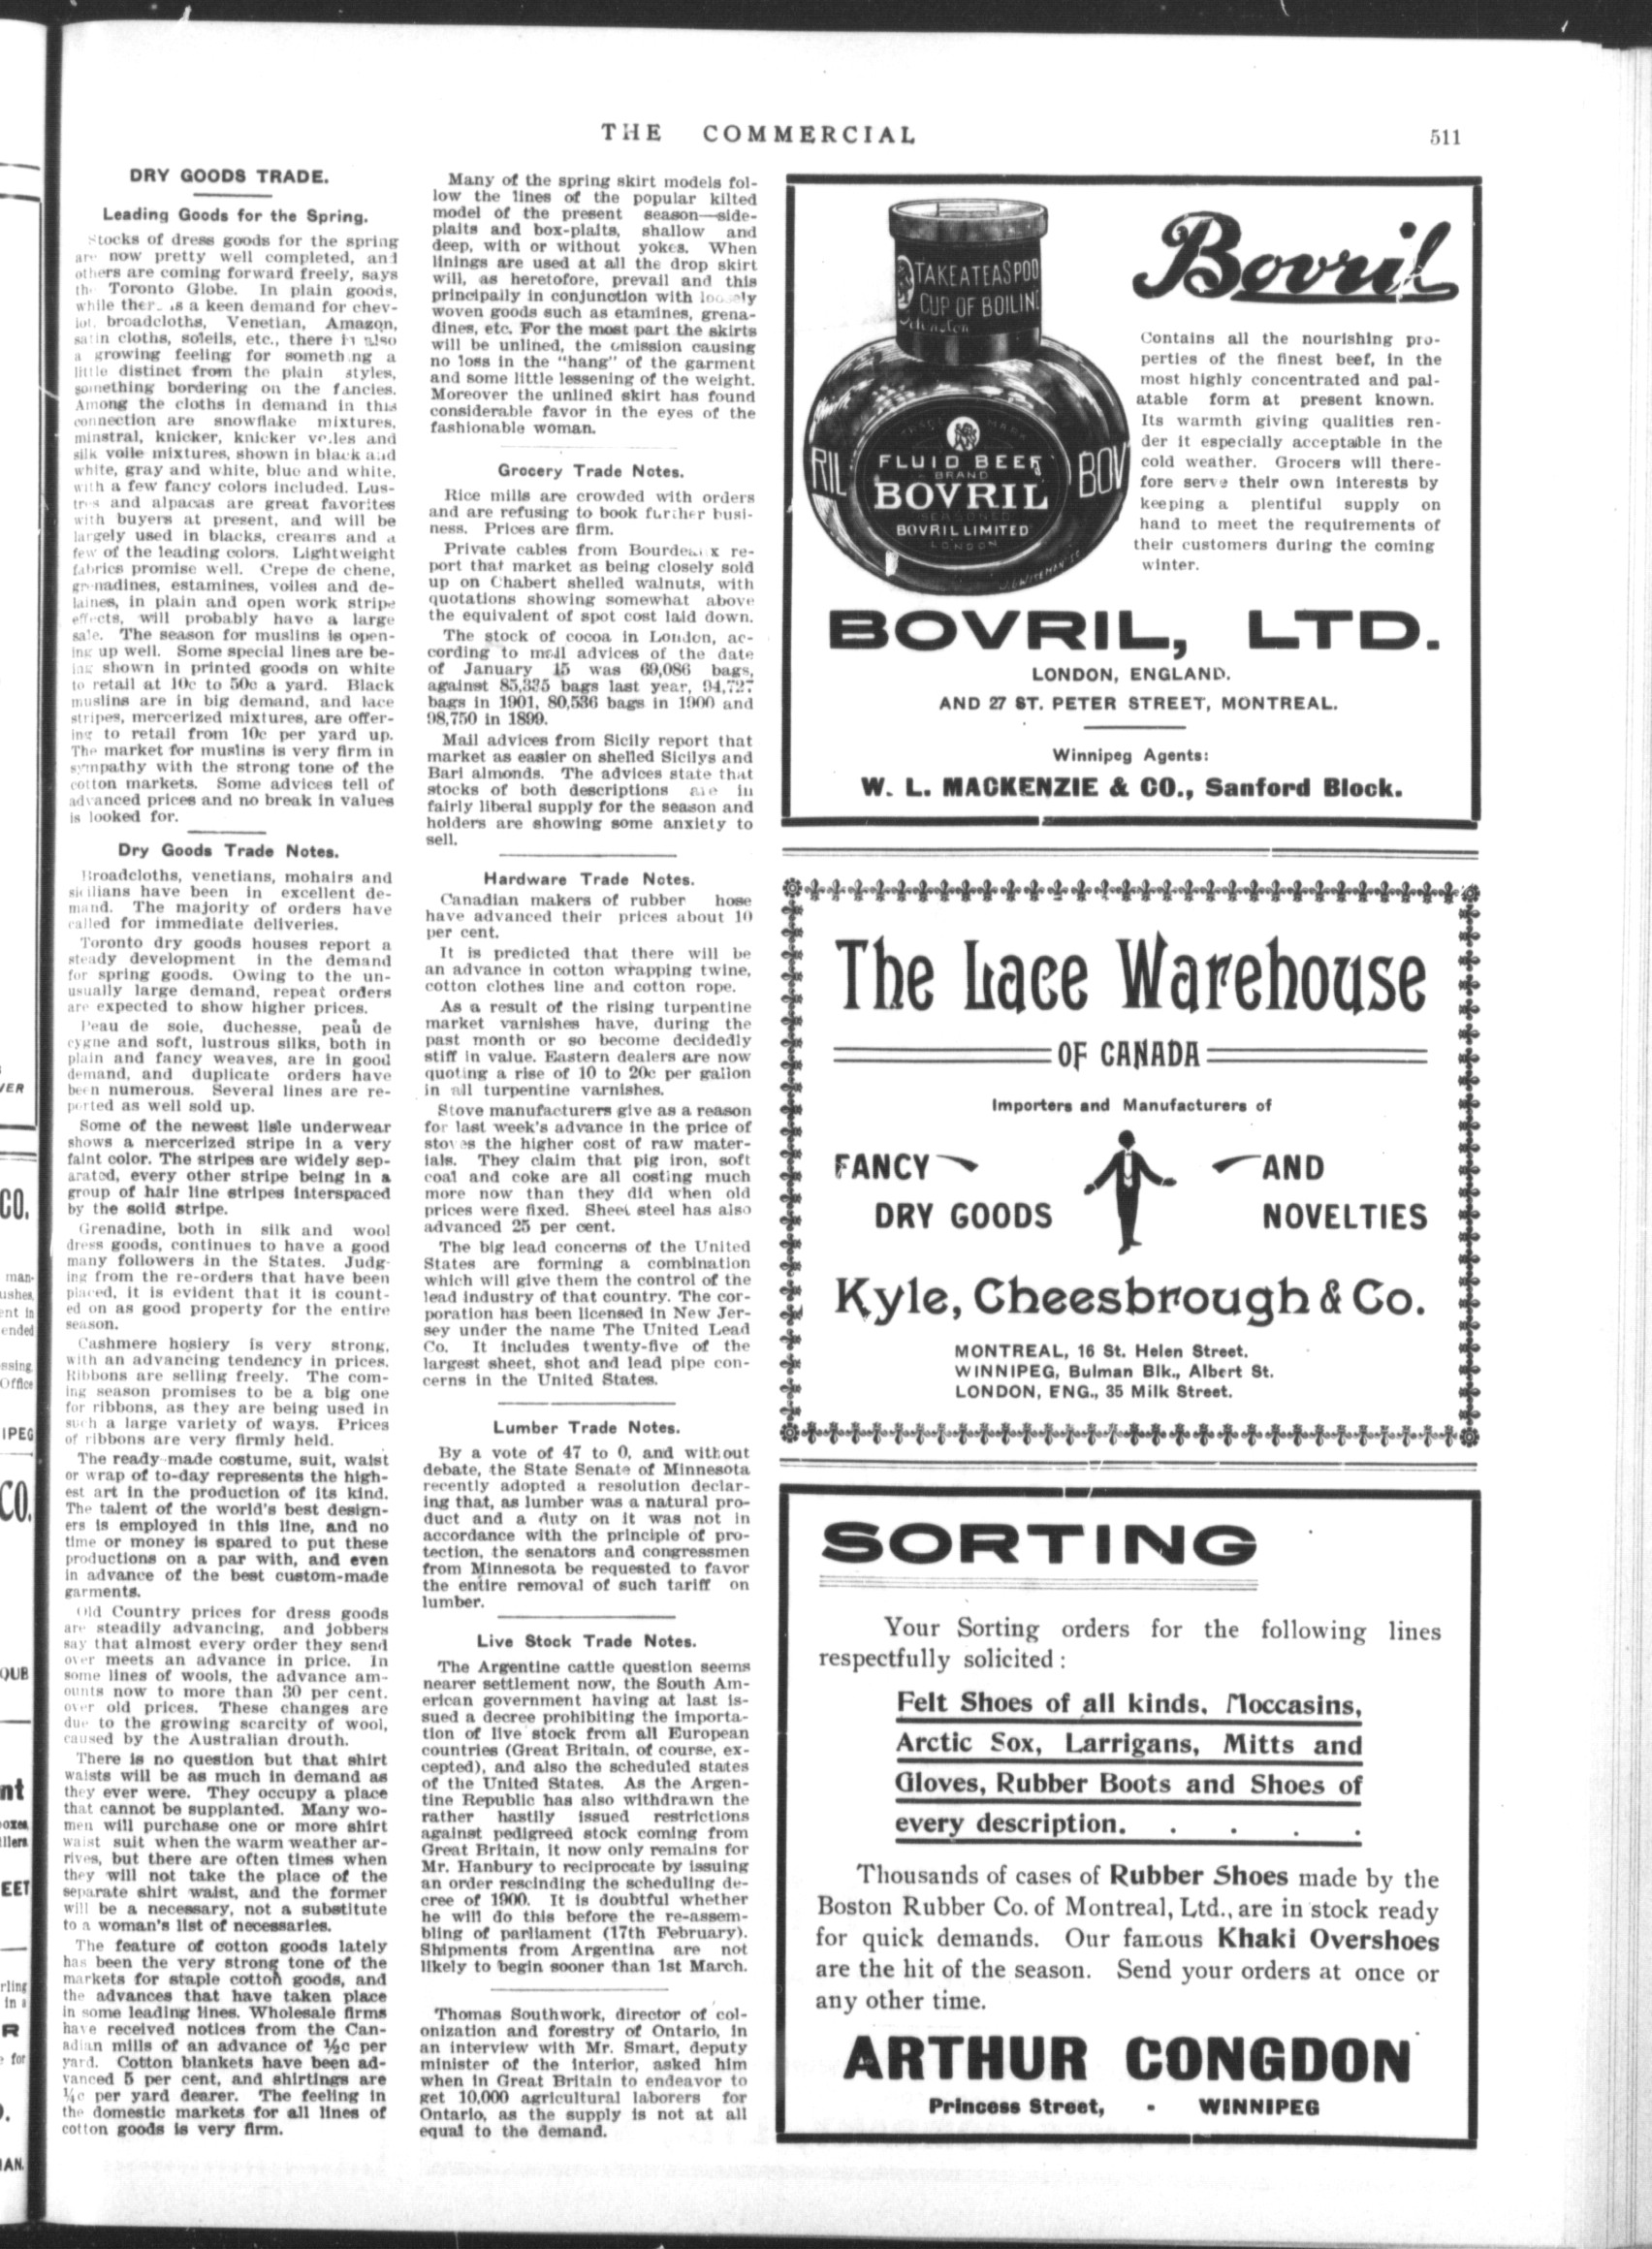 THE COMMERCIAL
511
DRY GOODS TRADE.
Leading Goods for the Spring.
Stocks of dress goods for the spring
are now pretty well completed, and
others are coming forward freely, says
the Toronto Globe. In plain goods,
while there is a keen demand for chev-
iot, broadcloths, Venetian, Amazon,
satin cloths, soleils, etc., there is also
a growing feeling for something a
little distinct from the plain styles,
something bordering on the fancies.
Among the cloths in demand in this
connection are snowflake mixtures,
minstral, knicker, knicker voiles and
silk voile mixtures, shown in black and
white, gray and white, blue and white,
with a few fancy colors included. Lus-
tres and alpacas are great favorites
with buyers at present, and will be
largely used in blacks, creams and a
few of the leading colors. Lightweight
fabrics promise well. Crepe de chene,
grenadines, estamines, voiles and de-
laines, in plain and open work stripe
effects, will probably have a large
sale. The season for muslins is open-
ing up well. Some special lines are be-
ing shown in printed goods on white
to retail at 10c to 50c a yard. Black
muslins are in big demand, and lace
stripes, mercerized mixtures, are offer-
ing to retail from 10c per yard up.
The market for muslins is very firm in
sympathy with the strong tone of the
cotton markets. Some advices tell of
advanced prices and no break in values
is looked for.
Dry Goods Trade Notes.
Broadcloths, venetians, mohairs and
sicilians have been in excellent de-
mand. The majority of orders have
called for immediate deliveries.
Toronto dry goods houses report a
steady development in the demand
for spring goods. Owing to the un-
usually large demand, repeat orders
are expected to show higher prices.
Peau de soie, duchesse, peau de
cygne and soft, lustrous silks, both in
plain and fancy weaves, are in good
demand, and duplicate orders have
been numerous. Several lines are re-
ported as well sold up.
Some of the newest lisle underwear
shows a mercerized stripe in a very
faint color. The stripes are widely sep-
arated, every other stripe being in a
group of hair line stripes interspaced
by the solid stripe.
Grenadine, both in silk and wool
dress goods, continues to have a good
many followers in the States. Judg-
ing from the re-orders that have been
placed, it is evident that it is count-
ed on as good property for the entire
season.
Cashmere hosiery is very strong,
with an advancing tendency in prices.
Ribbons are selling freely. The com-
ing season promises to be a big one
for ribbons, as they are being used in
such a large variety of ways. Prices
of ribbons are very firmly held.
The ready-made costume, suit, waist
or wrap of to-day represents the high-
est art in the production of its kind.
The talent of the world's best design-
ers is employed in this line, and no
time or money is spared to put these
productions on a par with, and even
in advance of the best custom-made
garments.
Old Country prices for dress goods
are steadily advancing, and jobbers
say that almost every order they send
over meets an advance in price. In
some lines of wools, the advance am-
ounts now to more than 30 per cent.
over old prices. These changes are
due to the growing scarcity of wool,
caused by the Australian drouth.
There is no question but that shirt
waists will be as much in demand as
they ever were. They occupy a place
that cannot be supplanted. Many wo-
men will purchase one or more shirt
waist suit when the warm weather ar-
rives, but there are often times when
they will not take the place of the
separate shirt waist, and the former
will be a necessary, not a substitute
to a woman's list of necessaries.
The feature of cotton goods lately
has been the very strong tone of the
markets for staple cotton goods, and
the advances that have taken place
in some leading lines. Wholesale firms
have received notices from the Can-
adian mills of an advance of ½c per
yard. Cotton blankets have been ad-
vanced 5 per cent, and shirtings are
¼c per yard dearer. The feeling in
the domestic markets for all lines of
cotton goods is very firm.
Many of the spring skirt models fol-
low the lines of the popular kilted
model of the present season—side-
plaits and box-plaits, shallow and
deep, with or without yokes. When
linings are used at all the drop skirt
will, as heretofore, prevail and this
principally in conjunction with loosely
woven goods such as etamines, grena-
dines, etc. For the most part the skirts
will be unlined, the omission causing
no loss in the "hang" of the garment
and some little lessening of the weight.
Moreover the unlined skirt has found
considerable favor in the eyes of the
fashionable woman.
Grocery Trade Notes.
Rice mills are crowded with orders
and are refusing to book further busi-
ness. Prices are firm.
Private cables from Bourdeaux re-
port that market as being closely sold
up on Chabert shelled walnuts, with
quotations showing somewhat above
the equivalent of spot cost laid down.
The stock of cocoa in London, ac-
cording to mail advices of the date
of January 15 was 69,086 bags,
against 85,335 bags last year, 94,727
bags in 1901, 80,536 bags in 1900 and
98,750 in 1899.
Mail advices from Sicily report that
market as easier on shelled Sicilys and
Bari almonds. The advices state that
stocks of both descriptions are in
fairly liberal supply for the season and
holders are showing some anxiety to
sell.
Hardware Trade Notes.
Canadian makers of rubber hose
have advanced their prices about 10
per cent.
It is predicted that there will be
an advance in cotton wrapping twine,
cotton clothes line and cotton rope.
As a result of the rising turpentine
market varnishes have, during the
past month or so become decidedly
stiff in value. Eastern dealers are now
quoting a rise of 10 to 20c per gallon
in all turpentine varnishes.
Stove manufacturers give as a reason
for last week's advance in the price of
stoves the higher cost of raw mater-
ials. They claim that pig iron, soft
coal and coke are all costing much
more now than they did when old
prices were fixed. Sheet steel has also
advanced 25 per cent.
The big lead concerns of the United
States are forming a combination
which will give them the control of the
lead industry of that country. The cor-
poration has been licensed in New Jer-
sey under the name The United Lead
Co. It includes twenty-five of the
largest sheet, shot and lead pipe con-
cerns in the United States.
Lumber Trade Notes.
By a vote of 47 to 0, and without
debate, the State Senate of Minnesota
recently adopted a resolution declar-
ing that, as lumber was a natural pro-
duct and a duty on it was not in
accordance with the principle of pro-
tection, the senators and congressmen
from Minnesota be requested to favor
the entire removal of such tariff on
lumber.
Live Stock Trade Notes.
The Argentine cattle question seems
nearer settlement now, the South Am-
erican government having at last is-
sued a decree prohibiting the importa-
tion of live stock from all European
countries (Great Britain, of course, ex-
cepted), and also the scheduled states
of the United States. As the Argen-
tine Republic has also withdrawn the
rather hastily issued restrictions
against pedigreed stock coming from
Great Britain, it now only remains for
Mr. Hanbury to reciprocate by issuing
an order rescinding the scheduling de-
cree of 1900. It is doubtful whether
he will do this before the re-assem-
bling of parliament (17th February).
Shipments from Argentina are not
likely to begin sooner than 1st March.
Thomas Southwork, director of col-
onization and forestry of Ontario, in
an interview with Mr. Smart, deputy
minister of the interior, asked him
when in Great Britain to endeavor to
get 10,000 agricultural laborers for
Ontario, as the supply is not at all
equal to the demand.
TAKE A TEASPOO
CUP OF BOILING
TRADE MARK
FLUID BEEF
BRAND
BOVRIL
SEASONED
BOVRIL LIMITED
LONDON
RIL
BOV
Bovril
Contains all the nourishing pro-
perties of the finest beef, in the
most highly concentrated and pal-
atable form at present known.
Its warmth giving qualities ren-
der it especially acceptable in the
cold weather. Grocers will there-
fore serve their own interests by
keeping a plentiful supply on
hand to meet the requirements of
their customers during the coming
winter.
BOVRIL, LTD.
LONDON, ENGLAND.
AND 27 ST. PETER STREET, MONTREAL.
Winnipeg Agents:
W. L. MACKENZIE & CO., Sanford Block.
The Lace Warehouse
OF CANADA
Importers and Manufacturers of
FANCY AND
DRY GOODS NOVELTIES
Kyle, Cheesbrough & Co.
MONTREAL, 16 St. Helen Street.
WINNIPEG, Bulman Blk., Albert St.
LONDON, ENG., 35 Milk Street.
SORTING
Your Sorting orders for the following lines
respectfully solicited :
Felt Shoes of all kinds, Moccasins,
Arctic Sox, Larrigans, Mitts and
Gloves, Rubber Boots and Shoes of
every description. . . . .
Thousands of cases of Rubber Shoes made by the
Boston Rubber Co. of Montreal, Ltd., are in stock ready
for quick demands. Our famous Khaki Overshoes
are the hit of the season. Send your orders at once or
any other time.
ARTHUR CONGDON
Princess Street, - WINNIPEG